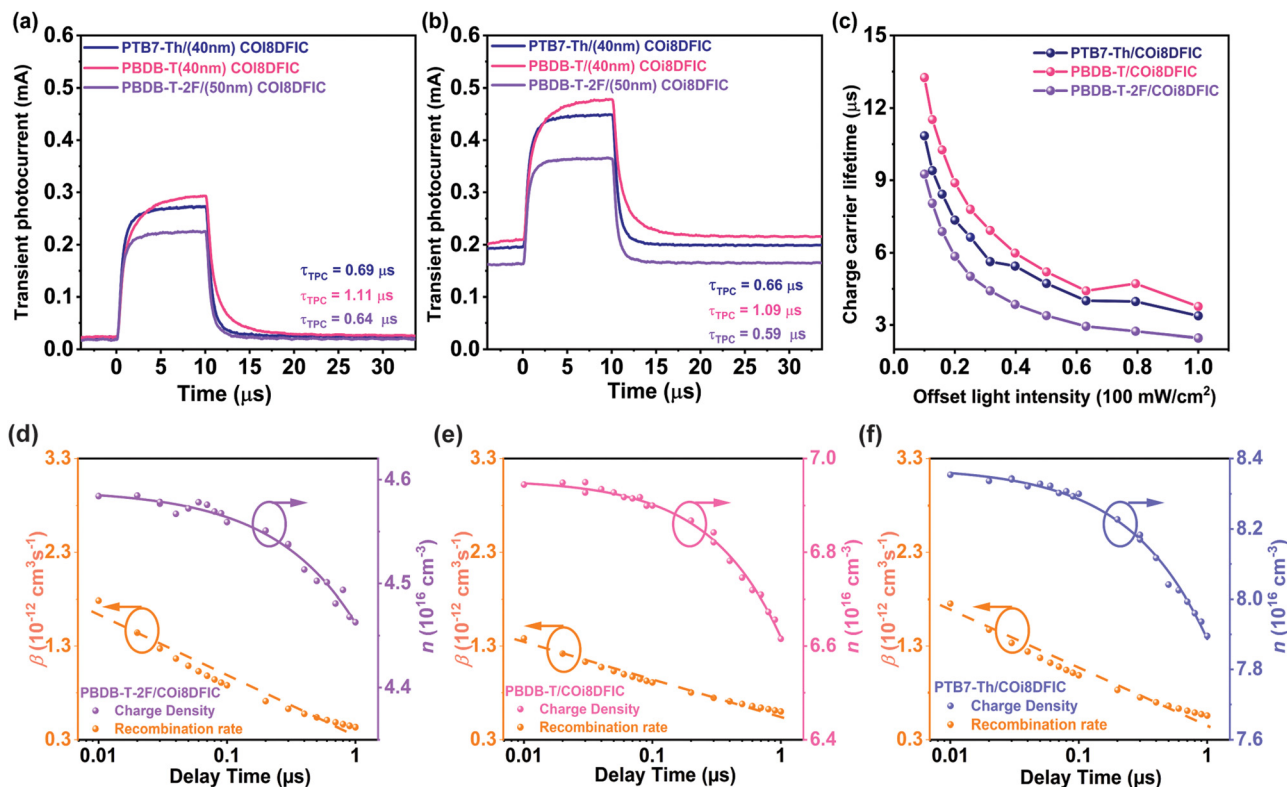 (a)
0.6
0.5
0.4
0.3
0.2
0.1
0.0
Transient photocurrent (mA)
PTB7-Th/(40nm) COI8DFIC
PBDB-T(40nm) COI8DFIC
PBDB-T-2F/(50nm) COI8DFIC
τTPC = 0.69 μs
τTPC = 1.11 μs
τTPC = 0.64 μs
0 5 10 15 20 25 30
Time (μs)
(b)
0.6
0.5
0.4
0.3
0.2
0.1
0.0
Transient photocurrent (mA)
PTB7-Th/(40nm) COi8DFIC
PBDB-T/(40nm) COi8DFIC
PBDB-T-2F/(50nm) COi8DFIC
τTPC = 0.66 μs
τTPC = 1.09 μs
τTPC = 0.59 μs
0 5 10 15 20 25 30
Time (μs)
(c)
15
12
9
6
3
Charge carrier lifetime (μs)
PTB7-Th/COi8DFIC
PBDB-T/COi8DFIC
PBDB-T-2F/COi8DFIC
0.0 0.2 0.4 0.6 0.8 1.0
Offset light intensity (100 mW/cm²)
(d)
3.3
2.3
1.3
0.3
β (10⁻¹² cm³s⁻¹)
4.6
4.5
4.4
n (10¹⁶ cm⁻³)
PBDB-T-2F/COi8DFIC
Charge Density
Recombination rate
0.01 0.1 1
Delay Time (μs)
(e)
3.3
2.3
1.3
0.3
β (10⁻¹² cm³s⁻¹)
7.0
6.8
6.6
6.4
n (10¹⁶ cm⁻³)
PBDB-T/COi8DFIC
Charge Density
Recombination rate
0.01 0.1 1
Delay Time (μs)
(f)
3.3
2.3
1.3
0.3
β (10⁻¹² cm³s⁻¹)
8.4
8.2
8.0
7.8
7.6
n (10¹⁶ cm⁻³)
PTB7-Th/COi8DFIC
Charge Density
Recombination rate
0.01 0.1 1
Delay Time (μs)